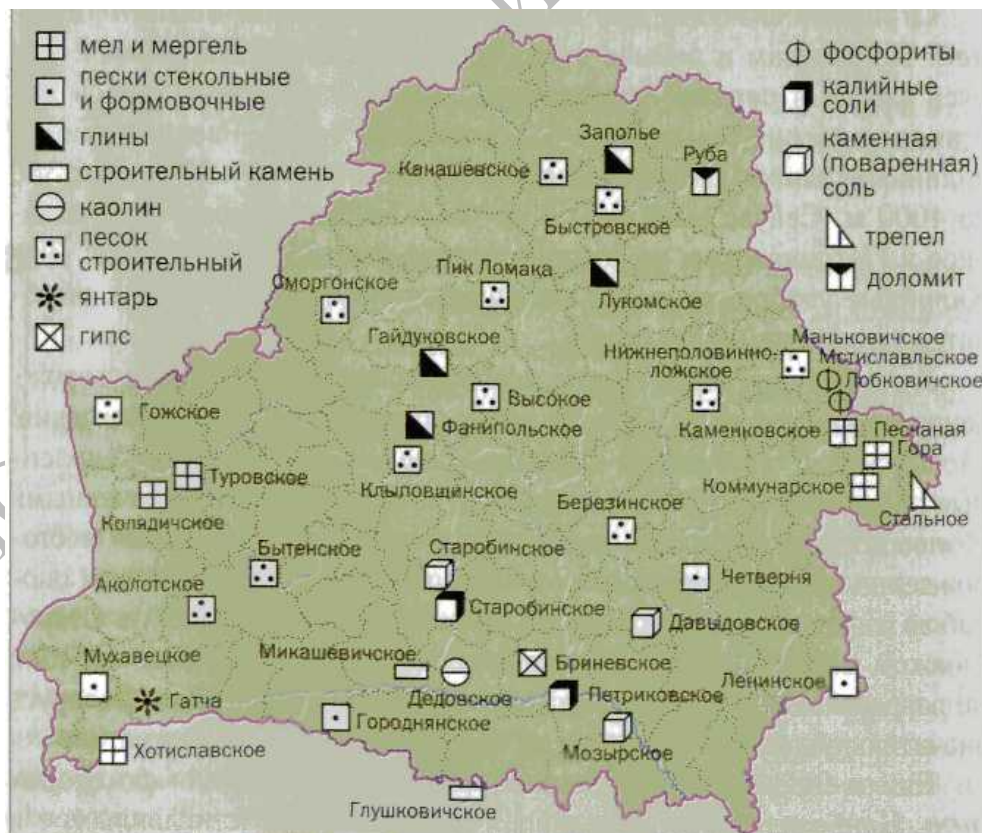 мел и мергель
пески стекольные
и формовочные
глины
строительный камень
каолин
песок
строительный
янтарь
гипс
фосфориты
калийные
соли
каменная
(поваренная)
соль
трепел
доломит
Заполье
Руба
Канашевское
Быстровское
Пик Ломака
Сморгонское
Лукомское
Гайдуковское
Маньковичское
Нижнеполовинно-
ложское
Мстиславльское
Лобковичское
Гожское
Высокое
Фанипольское
Каменковское
Песчаная
Гора
Туровское
Клыловщинское
Коммунарское
Колядичское
Березинское
Стальное
Бытенское
Старобинское
Аколотское
Четверня
Старобинское
Давыдовское
Мухавецкое
Микашевичское
Бриневское
Ленинское
Гатча
Дедовское
Петриковское
Городнянское
Хотиславское
Мозырское
Глушковичское